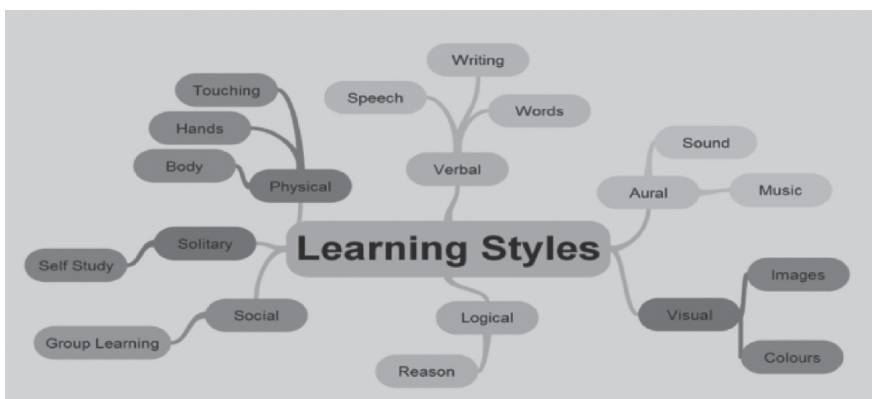 Writing
Touching
Speech
Words
Hands
Sound
Body
Verbal
Physical
Aural
Music
Learning Styles
Solitary
Self Study
Images
Social
Logical
Visual
Group Learning
Reason
Colours